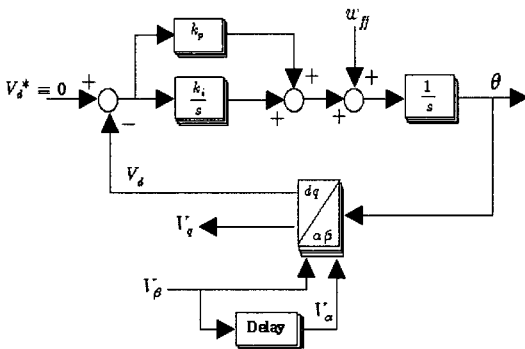 k_p
u_ff
V_d* ≡ 0
+
−
k_i
s
+
+
+
+
1
s
θ
V_d
dq
αβ
V_q
V_β
Delay
V_α